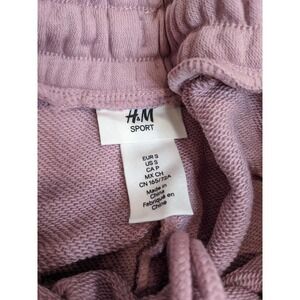 H&M
SPORT
EUR S
US S
CA P
MX CH
CN 165/72A
Made in
China
Fabriqué en
Chine